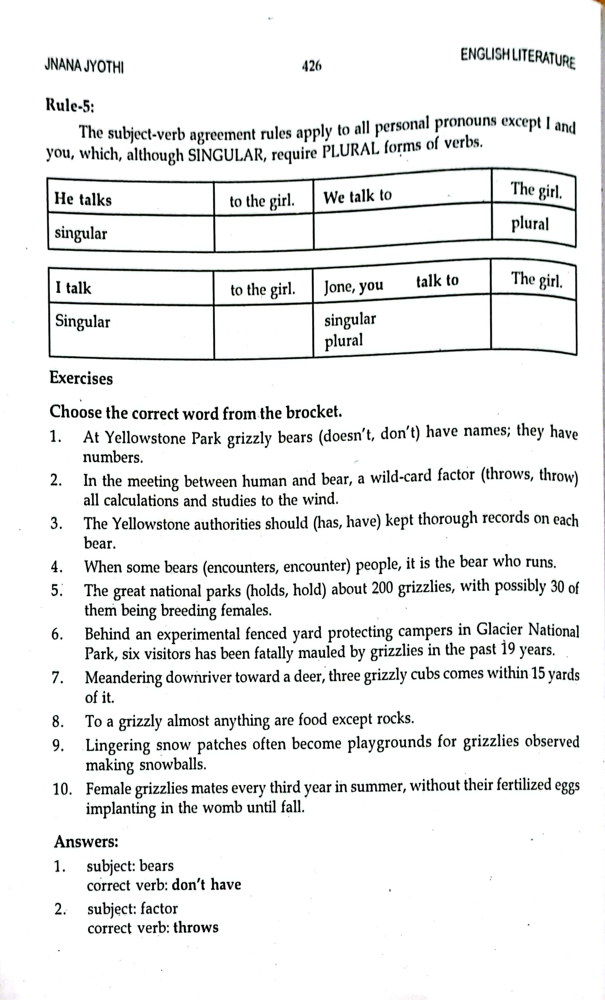 JNANA JYOTHI 426 ENGLISH LITERATURE
Rule-5:
The subject-verb agreement rules apply to all personal pronouns except I and
you, which, although SINGULAR, require PLURAL forms of verbs.
He talks to the girl. We talk to The girl.
singular plural
I talk to the girl. Jone, you talk to The girl.
Singular singular
plural
Exercises
Choose the correct word from the brocket.
1. At Yellowstone Park grizzly bears (doesn't, don't) have names; they have
numbers.
2. In the meeting between human and bear, a wild-card factor (throws, throw)
all calculations and studies to the wind.
3. The Yellowstone authorities should (has, have) kept thorough records on each
bear.
4. When some bears (encounters, encounter) people, it is the bear who runs.
5. The great national parks (holds, hold) about 200 grizzlies, with possibly 30 of
them being breeding females.
6. Behind an experimental fenced yard protecting campers in Glacier National
Park, six visitors has been fatally mauled by grizzlies in the past 19 years.
7. Meandering downriver toward a deer, three grizzly cubs comes within 15 yards
of it.
8. To a grizzly almost anything are food except rocks.
9. Lingering snow patches often become playgrounds for grizzlies observed
making snowballs.
10. Female grizzlies mates every third year in summer, without their fertilized eggs
implanting in the womb until fall.
Answers:
1. subject: bears
correct verb: don't have
2. subject: factor
correct verb: throws